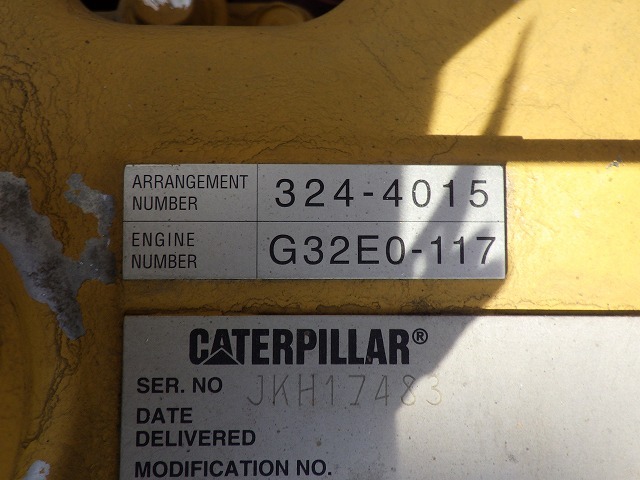 ARRANGEMENT NUMBER 324-4015
ENGINE NUMBER G32E0-117
CATERPILLAR®
SER. NO JKH17483
DATE
DELIVERED
MODIFICATION NO.